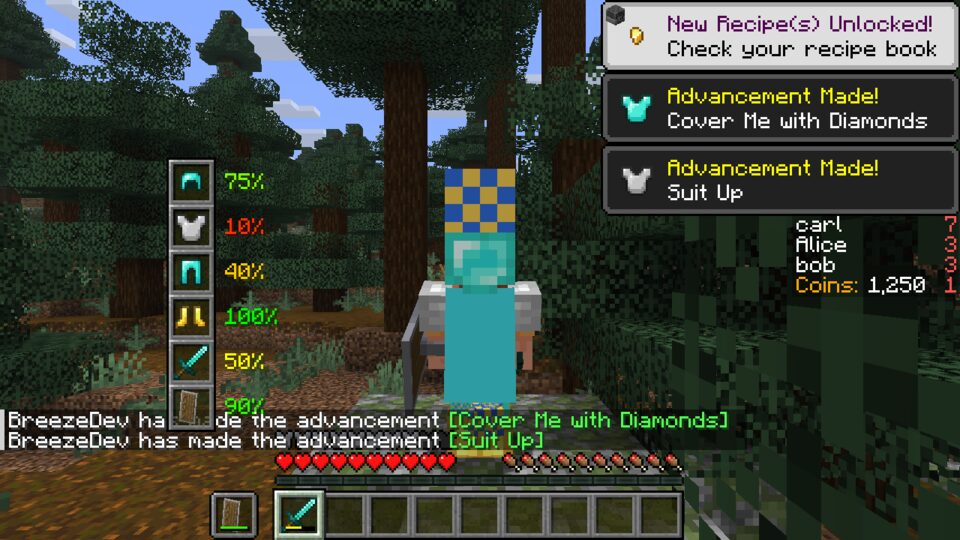 New Recipe(s) Unlocked!
Check your recipe book
Advancement Made!
Cover Me with Diamonds
Advancement Made!
Suit Up
carl 7
Alice 3
bob 3
Coins: 1,250 1
75%
10%
40%
100%
50%
90%
BreezeDev ha de the advancement [Cover Me with Diamonds]
BreezeDev has made the advancement [Suit Up]